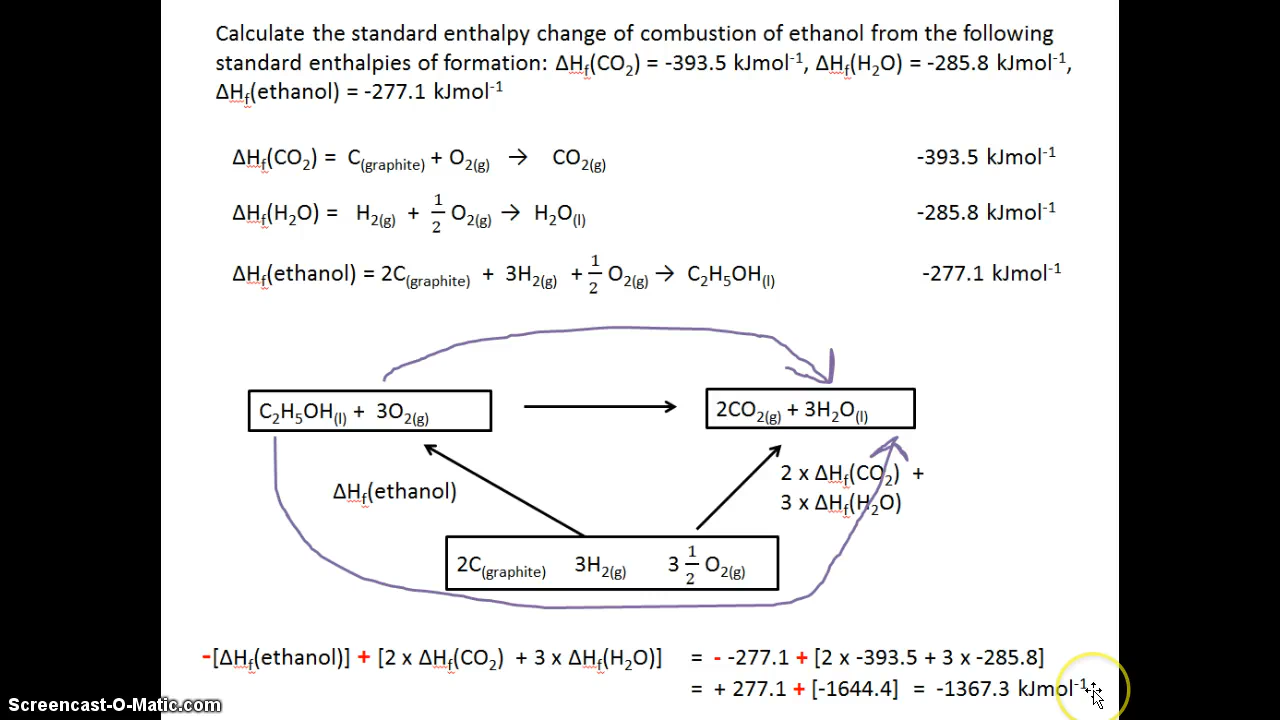 Calculate the standard enthalpy change of combustion of ethanol from the following
standard enthalpies of formation: ΔHf(CO2) = -393.5 kJmol-1, ΔHf(H2O) = -285.8 kJmol-1,
ΔHf(ethanol) = -277.1 kJmol-1
ΔHf(CO2) = C(graphite) + O2(g) → CO2(g) -393.5 kJmol-1
ΔHf(H2O) = H2(g) + 1/2 O2(g) → H2O(l) -285.8 kJmol-1
ΔHf(ethanol) = 2C(graphite) + 3H2(g) + 1/2 O2(g) → C2H5OH(l) -277.1 kJmol-1
C2H5OH(l) + 3O2(g) 2CO2(g) + 3H2O(l)
2 x ΔHf(CO2) +
ΔHf(ethanol)
3 x ΔHf(H2O)
2C(graphite) 3H2(g) 3 1/2 O2(g)
-[ΔHf(ethanol)] + [2 x ΔHf(CO2) + 3 x ΔHf(H2O)] = - -277.1 + [2 x -393.5 + 3 x -285.8]
= + 277.1 + [-1644.4] = -1367.3 kJmol-1
Screencast-O-Matic.com